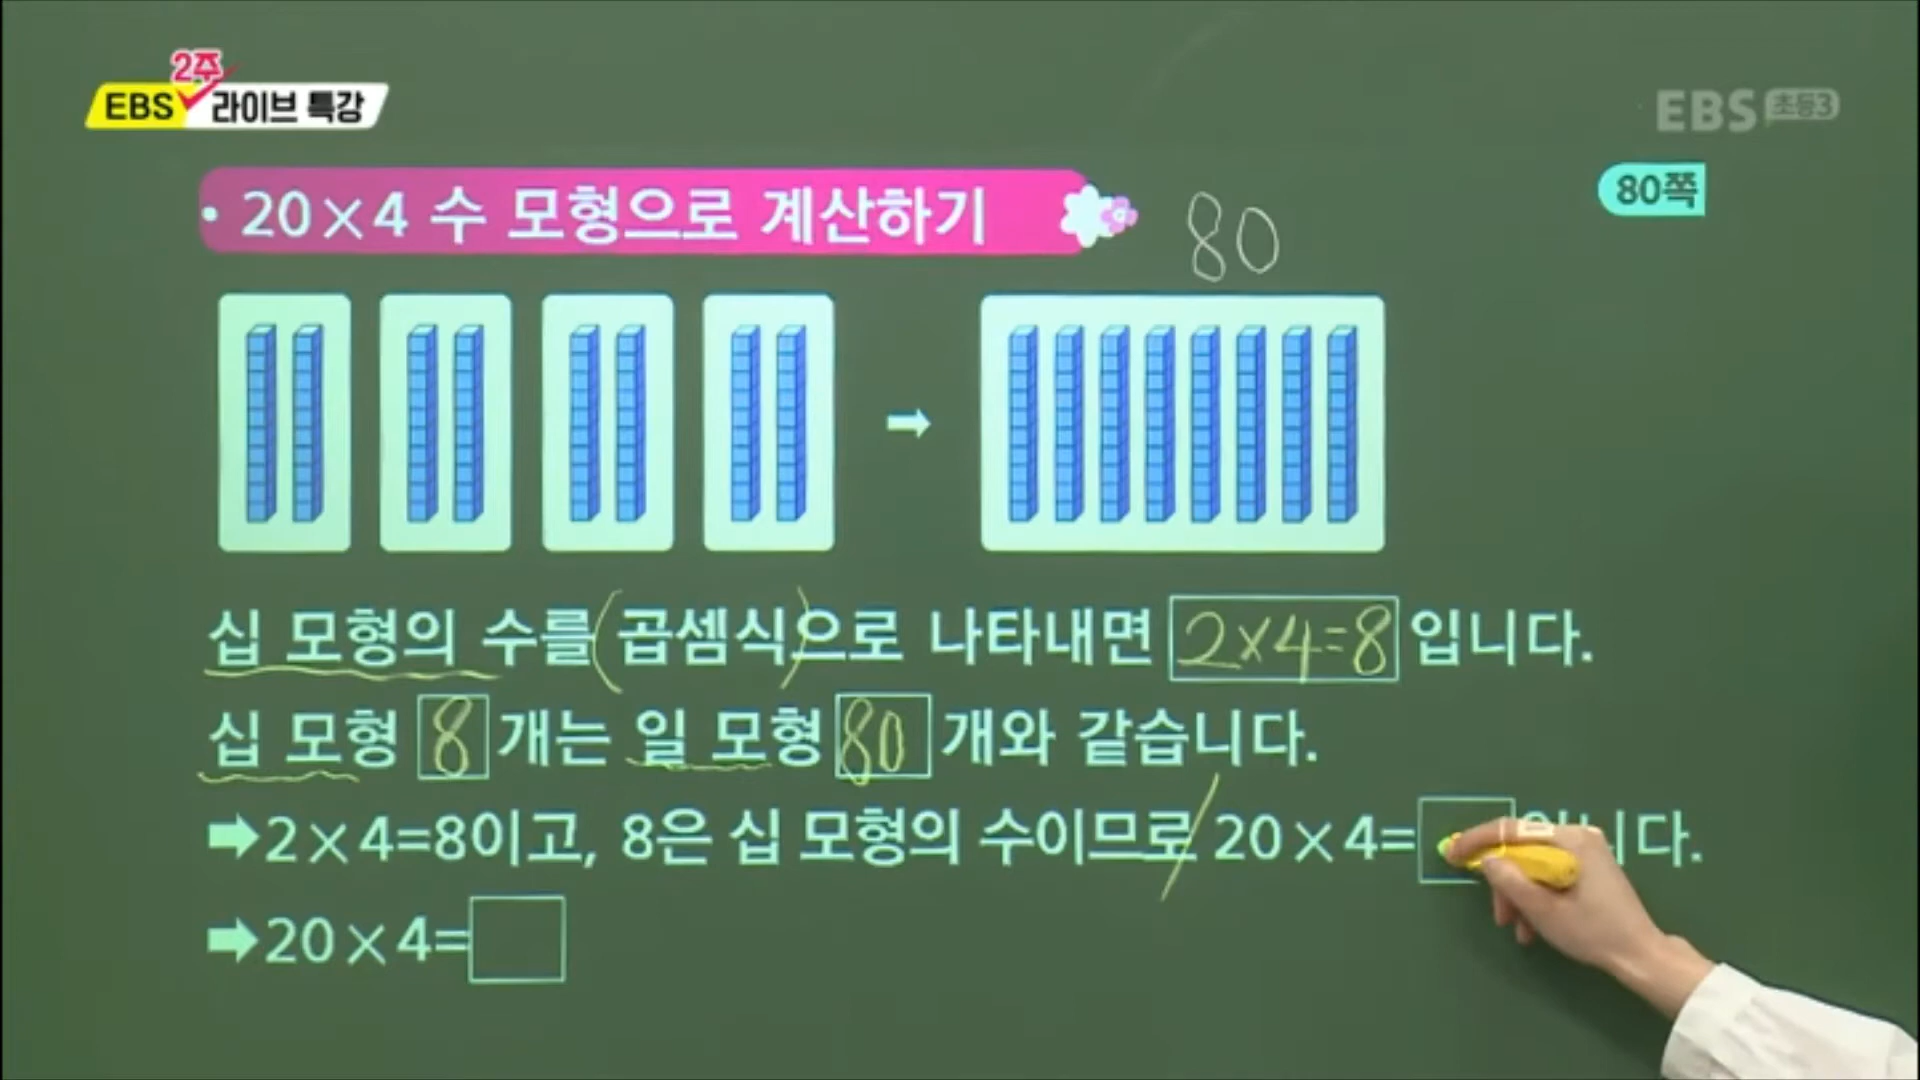 2주
EBS 라이브 특강
EBS 초등3
80쪽
• 20×4 수 모형으로 계산하기 80
십 모형의 수를 (곱셈식)으로 나타내면 2×4=8 입니다.
십 모형 8 개는 일 모형 80 개와 같습니다.
➡2×4=8이고, 8은 십 모형의 수이므로 / 20×4= 니다.
➡20×4=